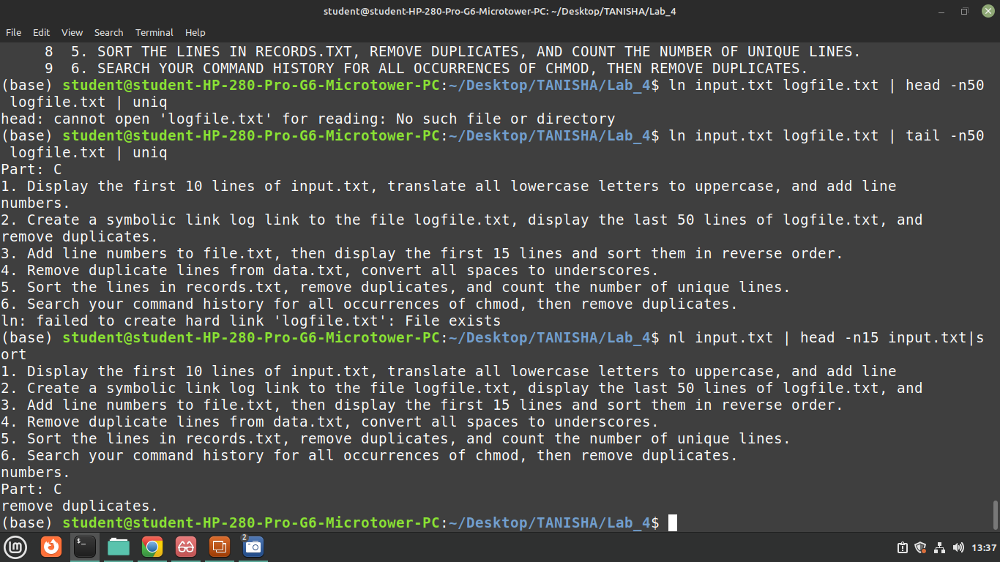 student@student-HP-280-Pro-G6-Microtower-PC: ~/Desktop/TANISHA/Lab_4
File Edit View Search Terminal Help
8 5. SORT THE LINES IN RECORDS.TXT, REMOVE DUPLICATES, AND COUNT THE NUMBER OF UNIQUE LINES.
9 6. SEARCH YOUR COMMAND HISTORY FOR ALL OCCURRENCES OF CHMOD, THEN REMOVE DUPLICATES.
(base) student@student-HP-280-Pro-G6-Microtower-PC:~/Desktop/TANISHA/Lab_4$ ln input.txt logfile.txt | head -n50
logfile.txt | uniq
head: cannot open 'logfile.txt' for reading: No such file or directory
(base) student@student-HP-280-Pro-G6-Microtower-PC:~/Desktop/TANISHA/Lab_4$ ln input.txt logfile.txt | tail -n50
logfile.txt | uniq
Part: C
1. Display the first 10 lines of input.txt, translate all lowercase letters to uppercase, and add line
numbers.
2. Create a symbolic link log link to the file logfile.txt, display the last 50 lines of logfile.txt, and
remove duplicates.
3. Add line numbers to file.txt, then display the first 15 lines and sort them in reverse order.
4. Remove duplicate lines from data.txt, convert all spaces to underscores.
5. Sort the lines in records.txt, remove duplicates, and count the number of unique lines.
6. Search your command history for all occurrences of chmod, then remove duplicates.
ln: failed to create hard link 'logfile.txt': File exists
(base) student@student-HP-280-Pro-G6-Microtower-PC:~/Desktop/TANISHA/Lab_4$ nl input.txt | head -n15 input.txt|s
ort
1. Display the first 10 lines of input.txt, translate all lowercase letters to uppercase, and add line
2. Create a symbolic link log link to the file logfile.txt, display the last 50 lines of logfile.txt, and
3. Add line numbers to file.txt, then display the first 15 lines and sort them in reverse order.
4. Remove duplicate lines from data.txt, convert all spaces to underscores.
5. Sort the lines in records.txt, remove duplicates, and count the number of unique lines.
6. Search your command history for all occurrences of chmod, then remove duplicates.
numbers.
Part: C
remove duplicates.
(base) student@student-HP-280-Pro-G6-Microtower-PC:~/Desktop/TANISHA/Lab_4$
2
13:37